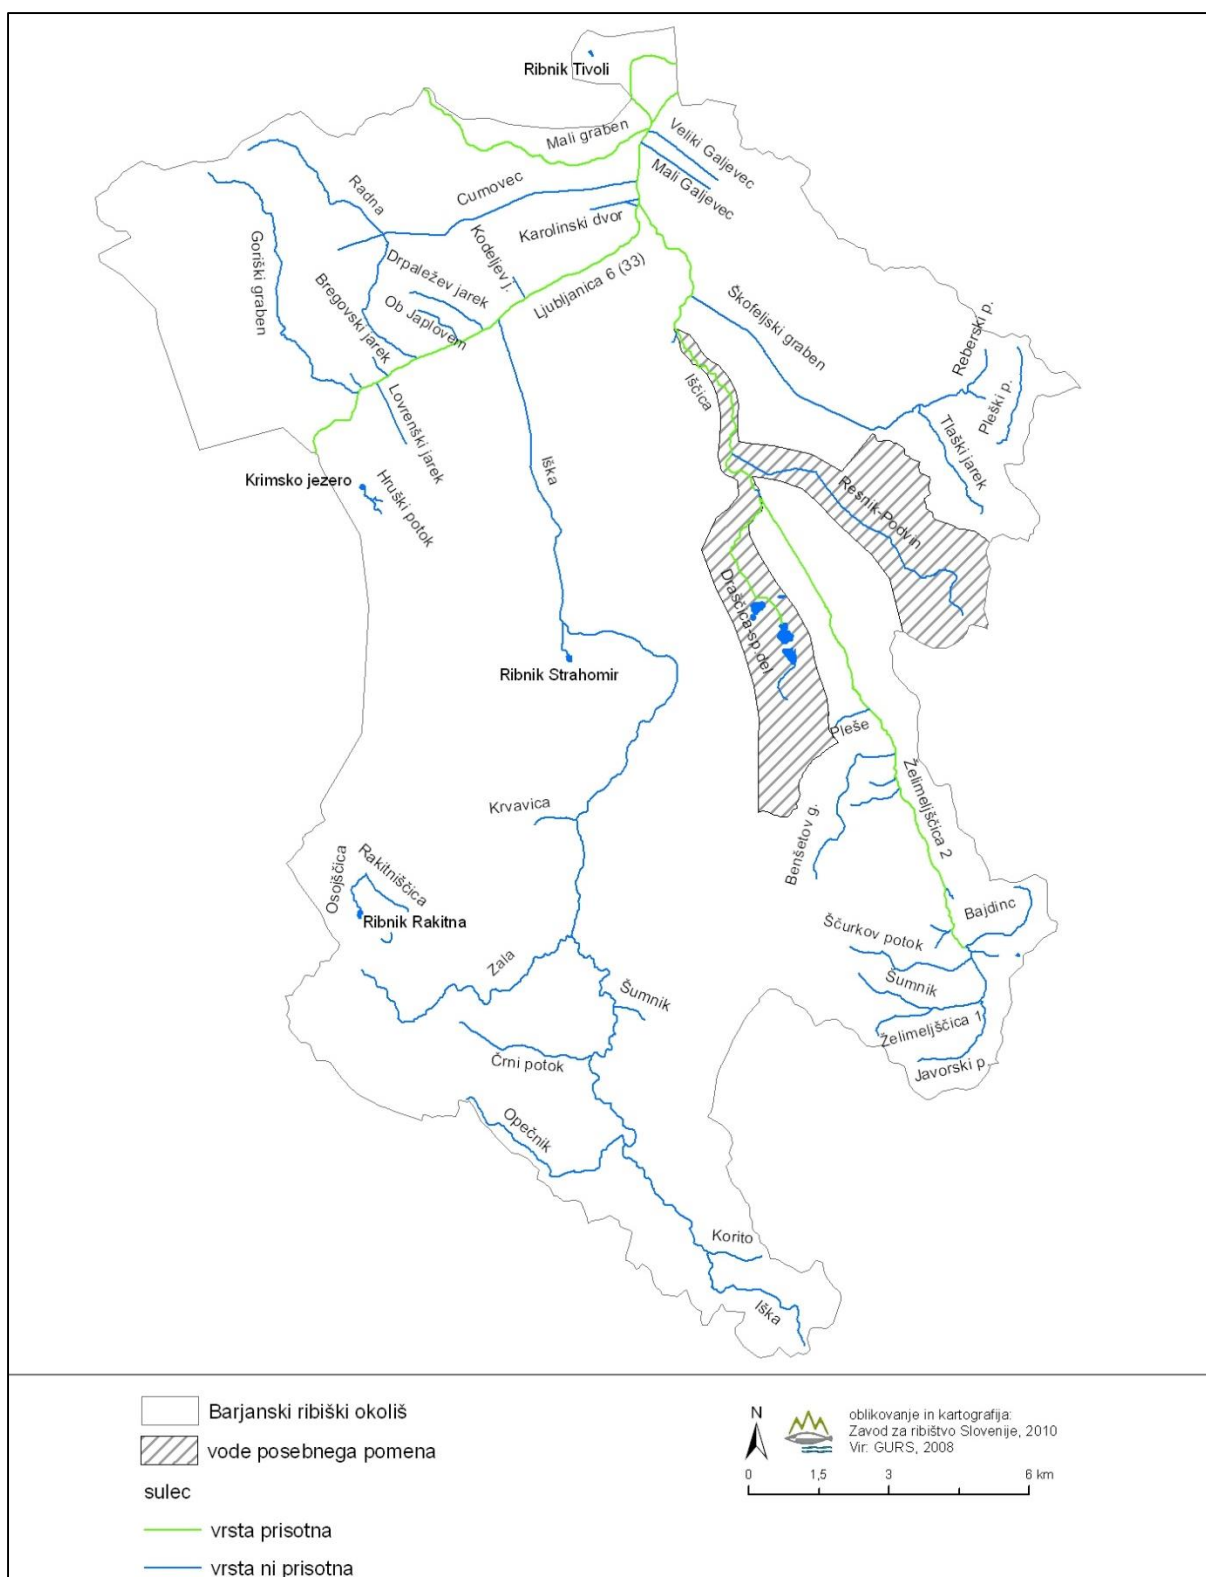 Ribnik Tivoli
Mali graben
Veliki Galjevec
Mali Galjevec
Radna
Cumovec
Karolinski dvor
Goriški graben
Kodeljev j.
Drpaležev jarek
Ljubljanica 6 (33)
Ob Japlovem
Bregovski jarek
Škofeljski graben
Reberski p.
Pleški p.
Iščica
Lovrenški jarek
Tlaški jarek
Iška
Krimsko jezero
Hruški potok
Resnik-Podvin
Draščica-sp.del
Ribnik Strahomir
Pleše
Želimeljščica 2
Krvavica
Benšetov g.
Osojščica
Rakitniščica
Ribnik Rakitna
Bajdinc
Ščurkov potok
Zala
Šumnik
Šumnik
Želimeljščica 1
Črni potok
Javorski p.
Opečnik
Korito
Iška
Barjanski ribiški okoliš
vode posebnega pomena
sulec
vrsta prisotna
vrsta ni prisotna
N
oblikovanje in kartografija:
Zavod za ribištvo Slovenije, 2010
Vir: GURS, 2008
0 1,5 3 6 km